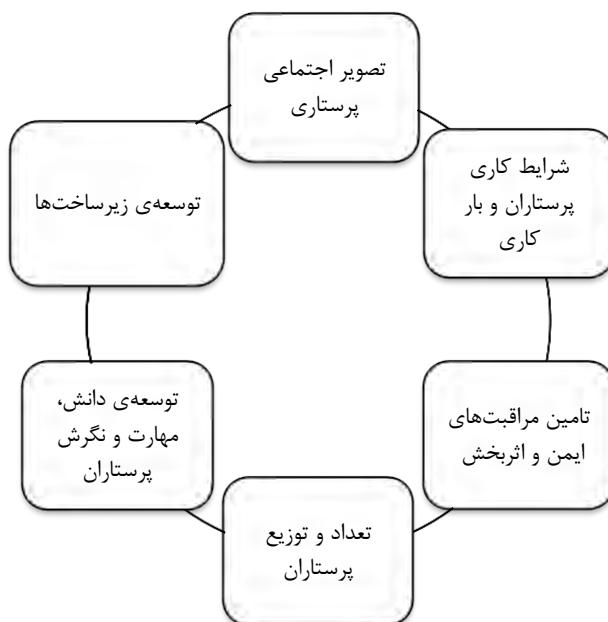 تصویر اجتماعی
پرستاری
شرایط کاری
پرستاران و بار
کاری
تامین مراقبت‌های
ایمن و اثربخش
تعداد و توزیع
پرستاران
توسعه‌ی دانش،
مهارت و نگرش
پرستاران
توسعه‌ی زیرساخت‌ها